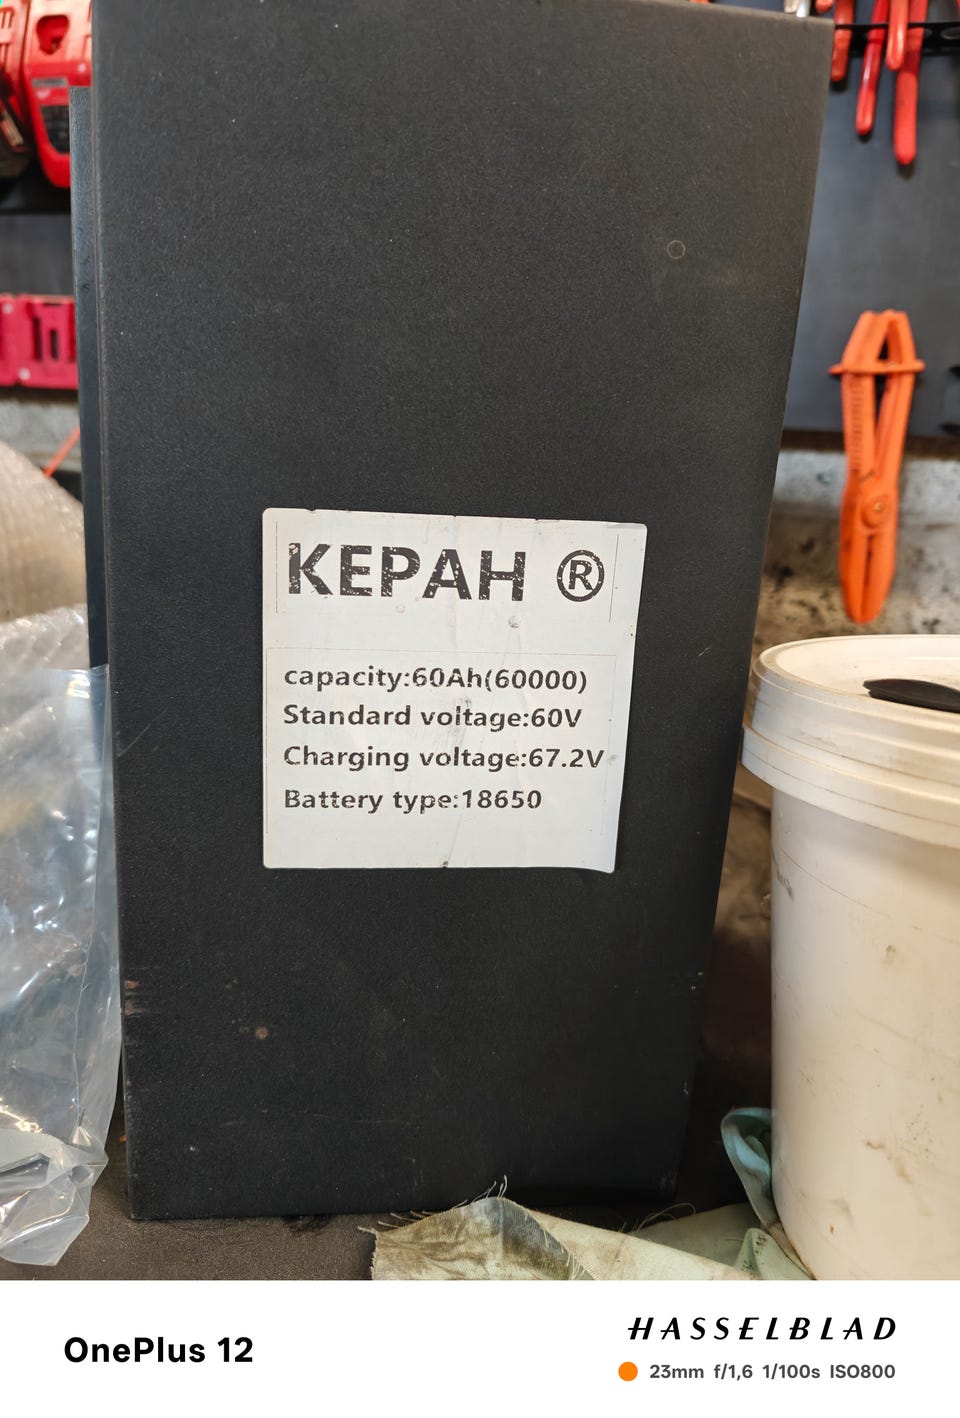 KEPAH ®
capacity:60Ah(60000)
Standard voltage:60V
Charging voltage:67.2V
Battery type:18650
OnePlus 12
HASSELBLAD
23mm f/1,6 1/100s ISO800